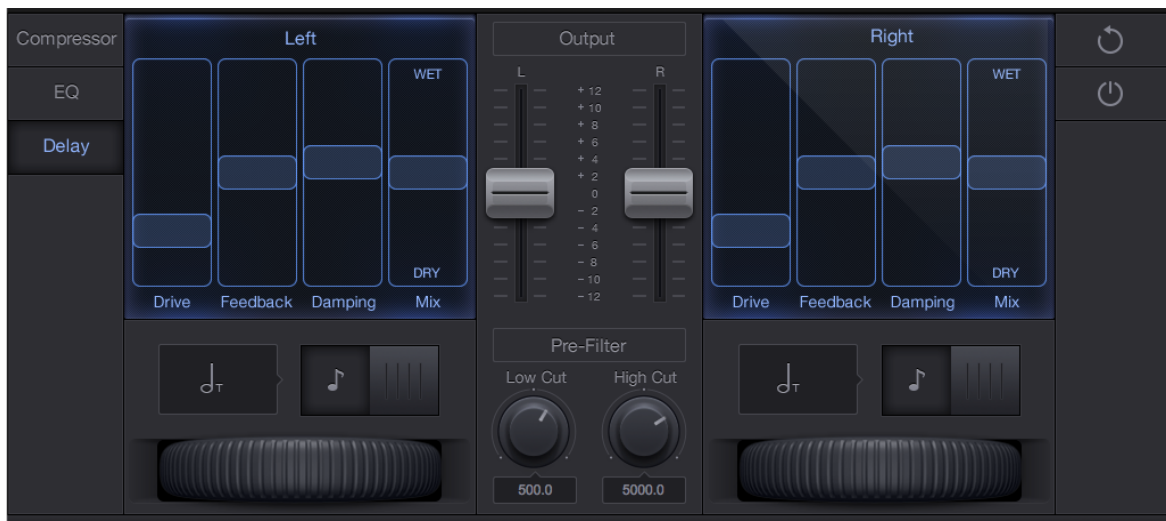 Compressor
EQ
Delay
Left
WET
DRY
Drive Feedback Damping Mix
T
Output
L R
+ 12
+ 10
+ 8
+ 6
+ 4
+ 2
0
- 2
- 4
- 6
- 8
- 10
- 12
Pre-Filter
Low Cut High Cut
500.0 5000.0
Right
WET
DRY
Drive Feedback Damping Mix
T